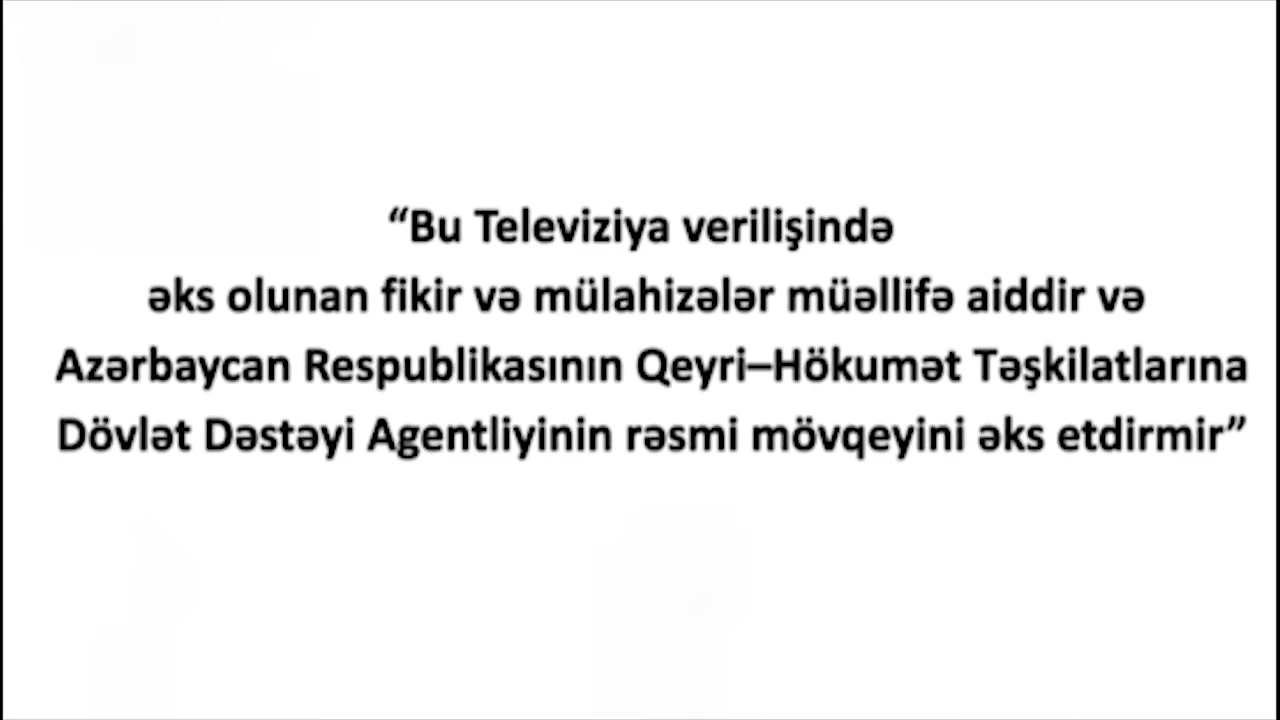 “Bu Televiziya verilişində
əks olunan fikir və mülahizələr müəllifə aiddir və
Azərbaycan Respublikasının Qeyri–Hökumət Təşkilatlarına
Dövlət Dəstəyi Agentliyinin rəsmi mövqeyini əks etdirmir”